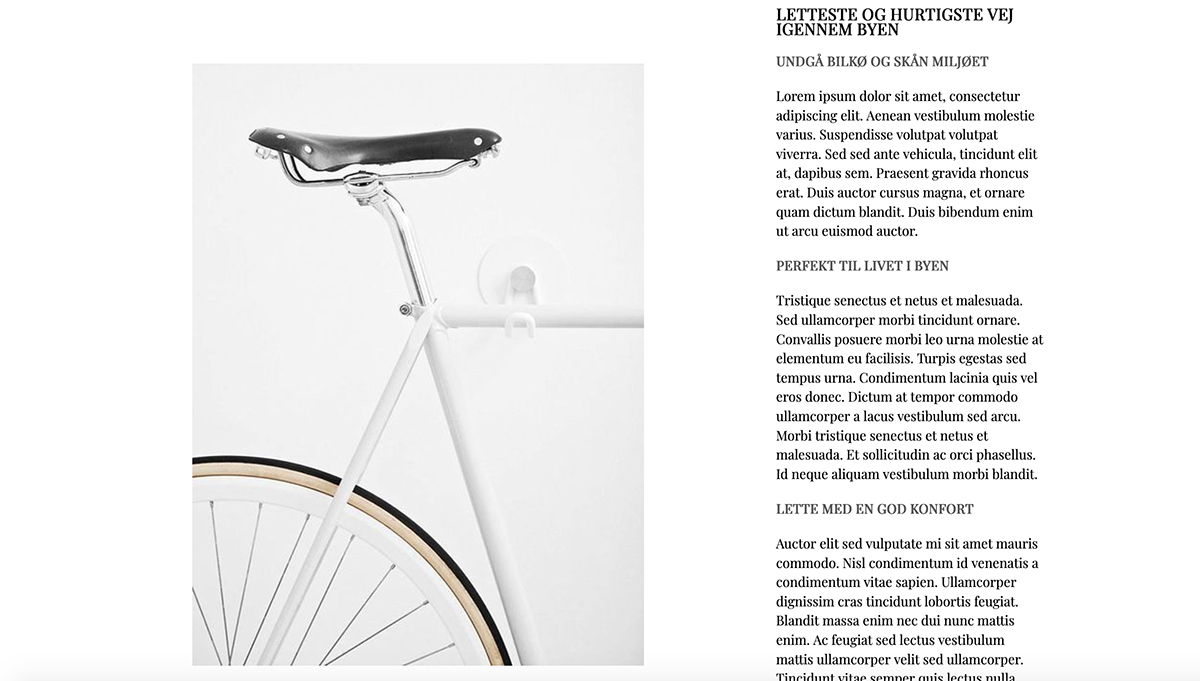 LETTESTE OG HURTIGSTE VEJ
IGENNEM BYEN
UNDGÅ BILKØ OG SKÅN MILJØET
Lorem ipsum dolor sit amet, consectetur
adipiscing elit. Aenean vestibulum molestie
varius. Suspendisse volutpat volutpat
viverra. Sed sed ante vehicula, tincidunt elit
at, dapibus sem. Praesent gravida rhoncus
erat. Duis auctor cursus magna, et ornare
quam dictum blandit. Duis bibendum enim
ut arcu euismod auctor.
PERFEKT TIL LIVET I BYEN
Tristique senectus et netus et malesuada.
Sed ullamcorper morbi tincidunt ornare.
Convallis posuere morbi leo urna molestie at
elementum eu facilisis. Turpis egestas sed
tempus urna. Condimentum lacinia quis vel
eros donec. Dictum at tempor commodo
ullamcorper a lacus vestibulum sed arcu.
Morbi tristique senectus et netus et
malesuada. Et sollicitudin ac orci phasellus.
Id neque aliquam vestibulum morbi blandit.
LETTE MED EN GOD KONFORT
Auctor elit sed vulputate mi sit amet mauris
commodo. Nisl condimentum id venenatis a
condimentum vitae sapien. Ullamcorper
dignissim cras tincidunt lobortis feugiat.
Blandit massa enim nec dui nunc mattis
enim. Ac feugiat sed lectus vestibulum
mattis ullamcorper velit sed ullamcorper.
Tincidunt vitae semper quis lectus nulla